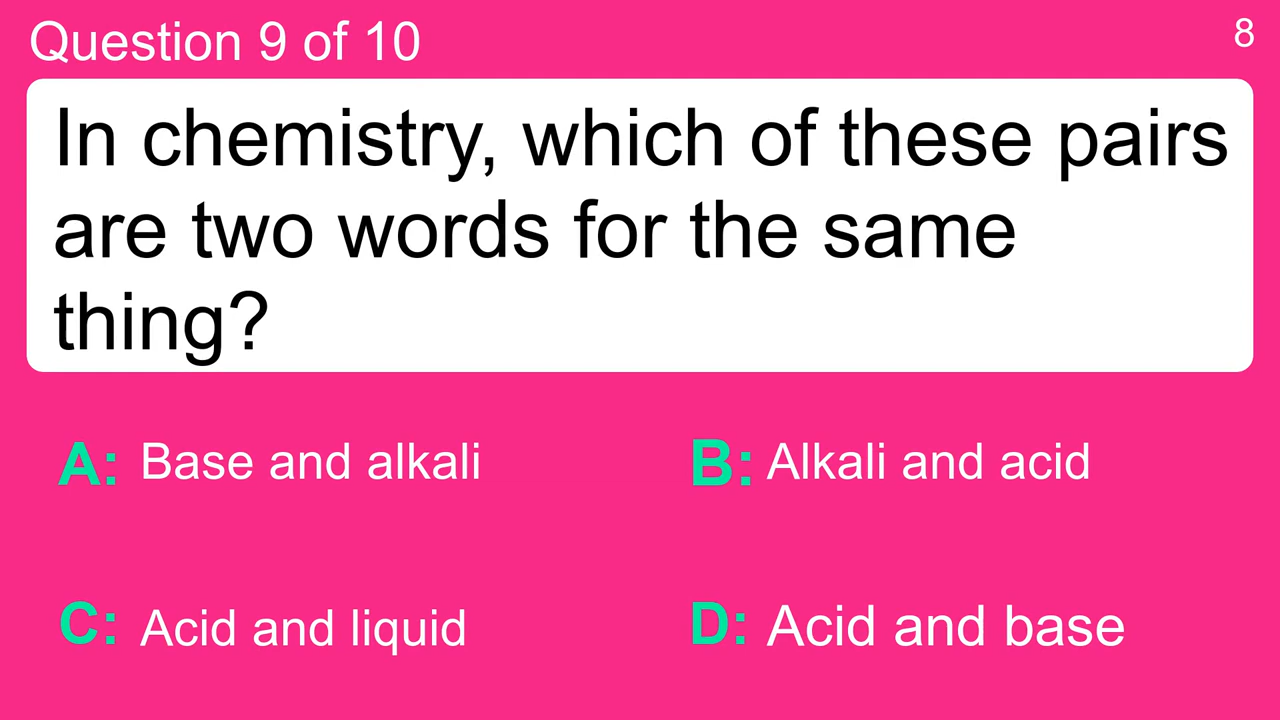 Question 9 of 10
8
In chemistry, which of these pairs
are two words for the same
thing?
A: Base and alkali
B: Alkali and acid
C: Acid and liquid
D: Acid and base